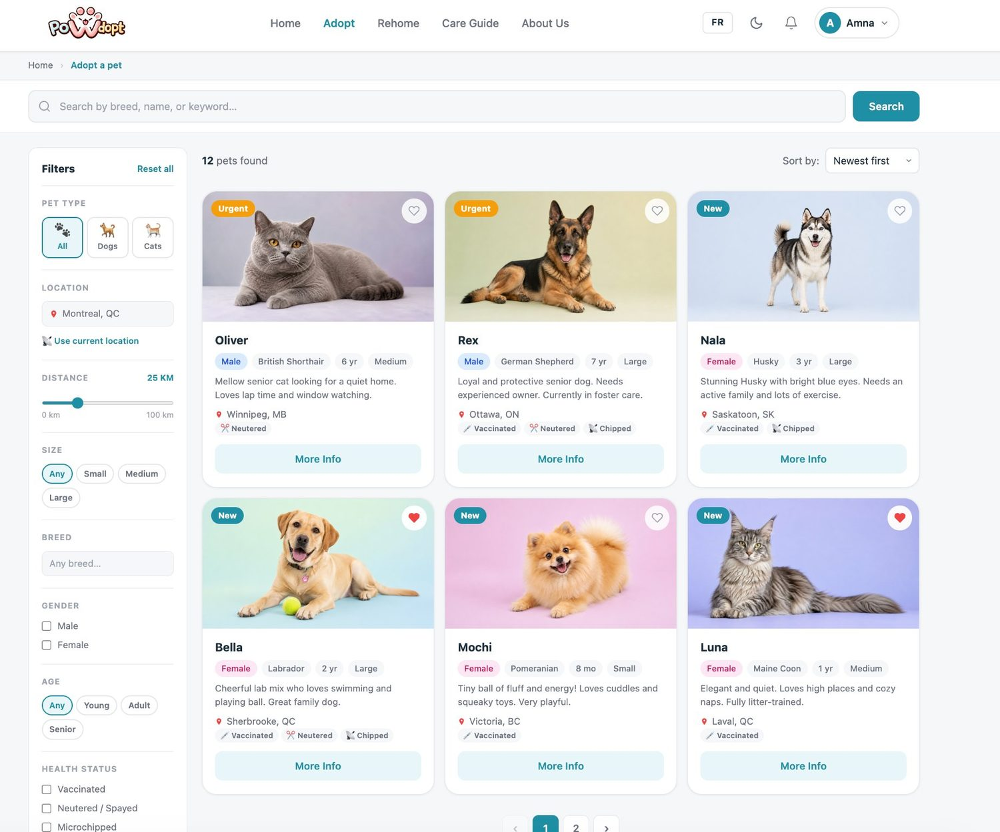 PoWdopt
Home
Adopt
Rehome
Care Guide
About Us
FR
A
Amna
Home › Adopt a pet
Search by breed, name, or keyword...
Search
Filters
Reset all
PET TYPE
All
Dogs
Cats
LOCATION
Montreal, QC
Use current location
DISTANCE
25 KM
0 km
100 km
SIZE
Any
Small
Medium
Large
BREED
Any breed...
GENDER
Male
Female
AGE
Any
Young
Adult
Senior
HEALTH STATUS
Vaccinated
Neutered / Spayed
Microchipped
12 pets found
Sort by:
Newest first
Urgent
Oliver
Male
British Shorthair
6 yr
Medium
Mellow senior cat looking for a quiet home.
Loves lap time and window watching.
Winnipeg, MB
Neutered
More Info
Urgent
Rex
Male
German Shepherd
7 yr
Large
Loyal and protective senior dog. Needs
experienced owner. Currently in foster care.
Ottawa, ON
Vaccinated
Neutered
Chipped
More Info
New
Nala
Female
Husky
3 yr
Large
Stunning Husky with bright blue eyes. Needs an
active family and lots of exercise.
Saskatoon, SK
Vaccinated
Chipped
More Info
New
Bella
Female
Labrador
2 yr
Large
Cheerful lab mix who loves swimming and
playing ball. Great family dog.
Sherbrooke, QC
Vaccinated
Neutered
Chipped
More Info
New
Mochi
Female
Pomeranian
8 mo
Small
Tiny ball of fluff and energy! Loves cuddles and
squeaky toys. Very playful.
Victoria, BC
Vaccinated
More Info
New
Luna
Female
Maine Coon
1 yr
Medium
Elegant and quiet. Loves high places and cozy
naps. Fully litter-trained.
Laval, QC
Vaccinated
More Info
‹ 1 2 ›